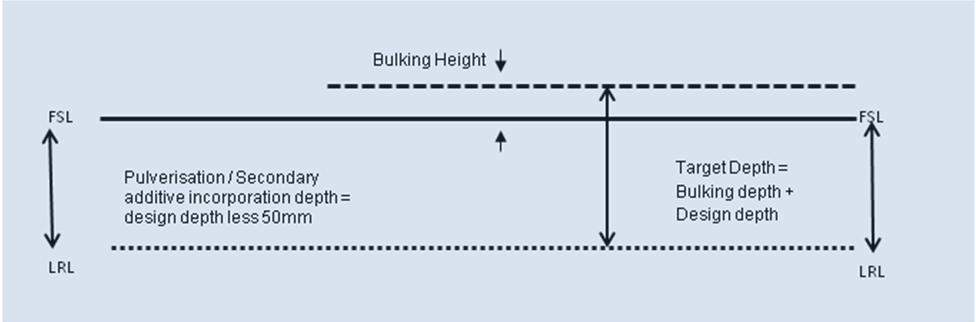 Bulking Height
FSL
FSL
Pulverisation / Secondary
additive incorporation depth =
design depth less 50mm
Target Depth =
Bulking depth +
Design depth
LRL
LRL